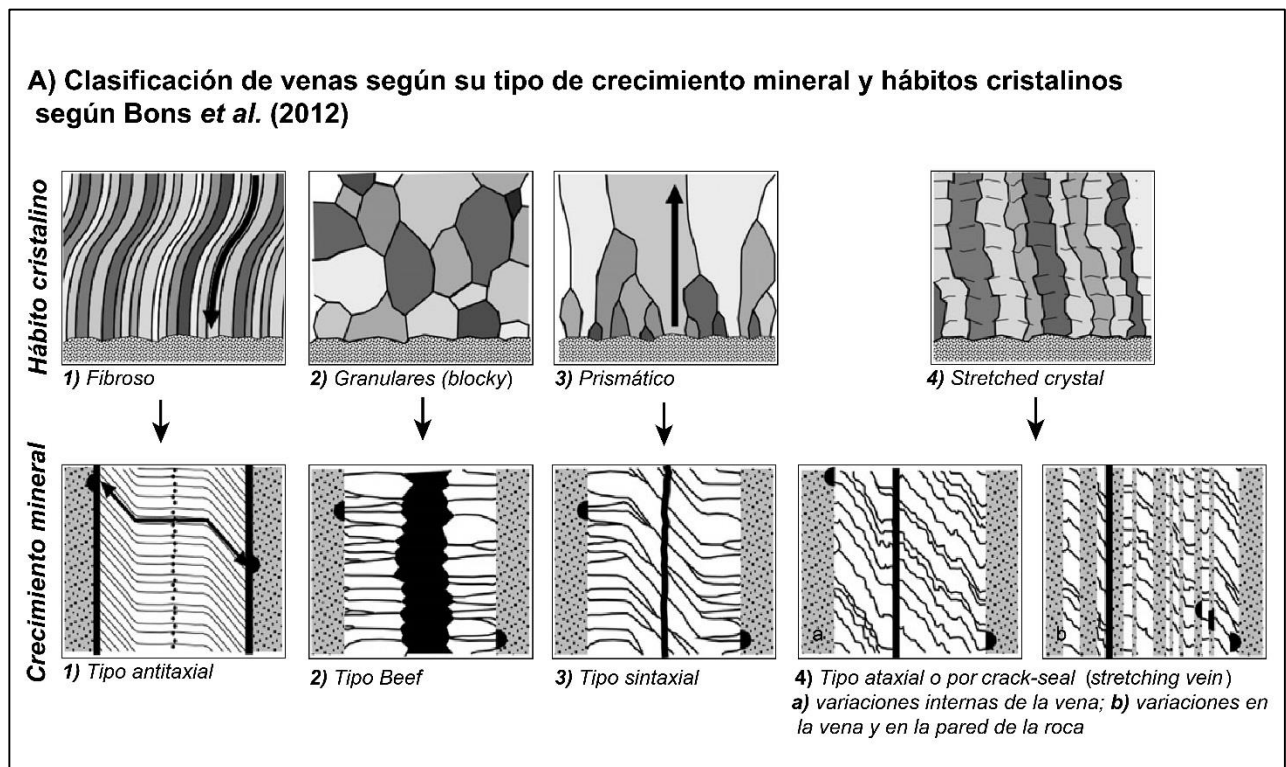 A) Clasificación de venas según su tipo de crecimiento mineral y hábitos cristalinos
según Bons et al. (2012)
Hábito cristalino
1) Fibroso
2) Granulares (blocky)
3) Prismático
4) Stretched crystal
Crecimiento mineral
a
b
1) Tipo antitaxial
2) Tipo Beef
3) Tipo sintaxial
4) Tipo ataxial o por crack-seal (stretching vein)
a) variaciones internas de la vena; b) variaciones en
la vena y en la pared de la roca